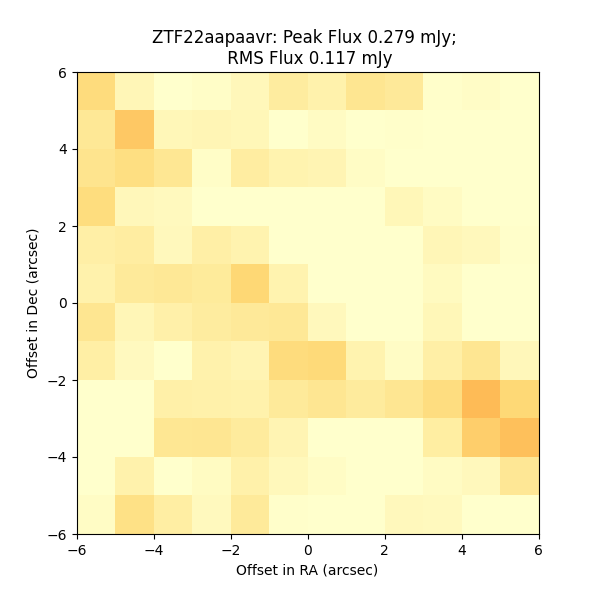 ZTF22aapaavr: Peak Flux 0.279 mJy;
RMS Flux 0.117 mJy
6
4
2
0
−2
−4
−6
Offset in Dec (arcsec)
−6 −4 −2 0 2 4 6
Offset in RA (arcsec)